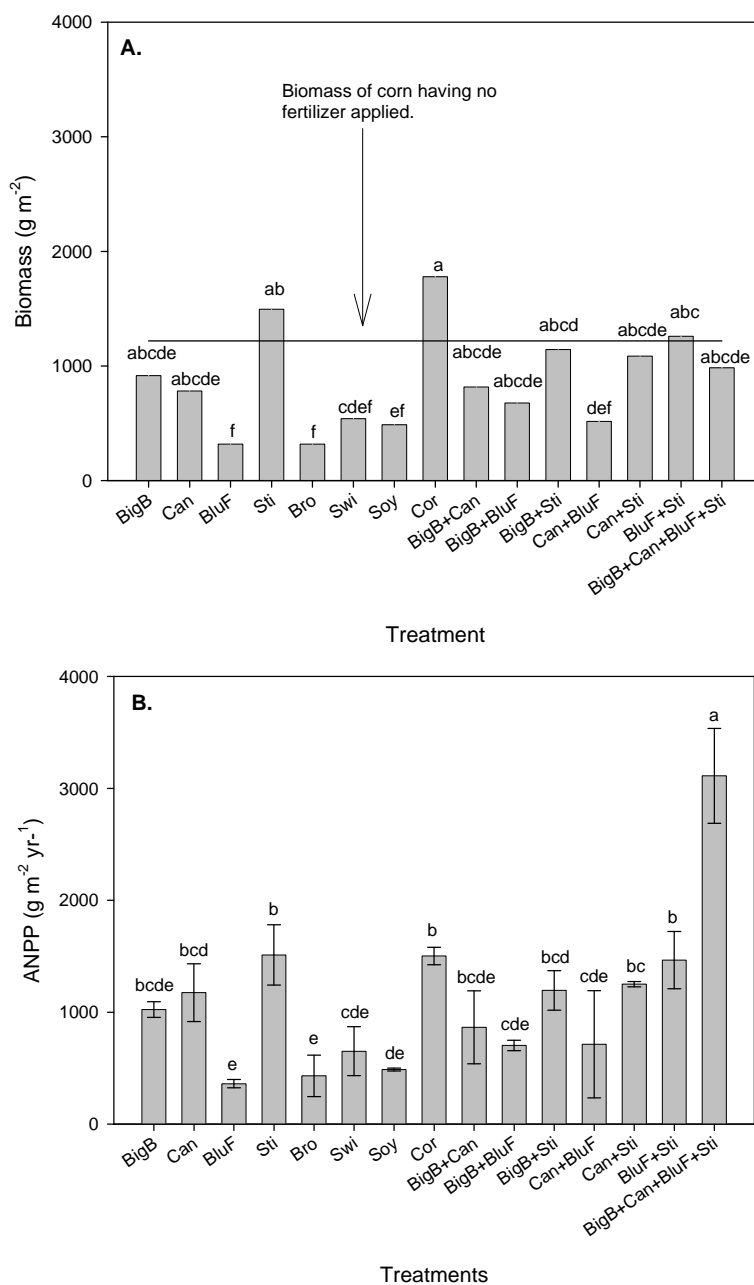 A.
4000
3000
2000
1000
0
Biomass (g m⁻²)
Biomass of corn having no
fertilizer applied.
abcde
abcde
f
ab
f
cdef
ef
a
abcde
abcde
abcd
def
abcde
abc
abcde
BigB
Can
BluF
Sti
Bro
Swi
Soy
Cor
BigB+Can
BigB+BluF
BigB+Sti
Can+BluF
Can+Sti
BluF+Sti
BigB+Can+BluF+Sti
Treatment
B.
4000
3000
2000
1000
0
ANPP (g m⁻² yr-¹)
bcde
bcd
e
b
e
cde
de
b
bcde
cde
bcd
cde
bc
b
a
BigB
Can
BluF
Sti
Bro
Swi
Soy
Cor
BigB+Can
BigB+BluF
BigB+Sti
Can+BluF
Can+Sti
BluF+Sti
BigB+Can+BluF+Sti
Treatments